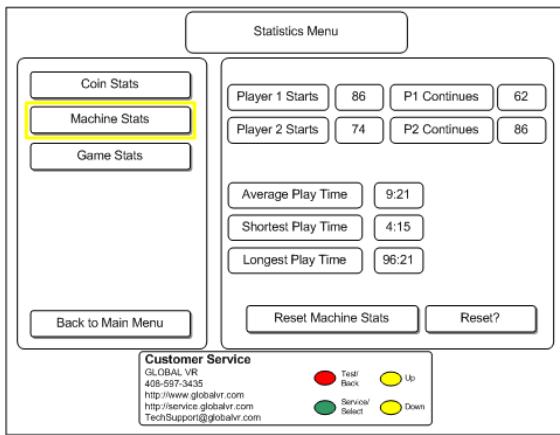 Statistics Menu
Coin Stats
Machine Stats
Game Stats
Back to Main Menu
Player 1 Starts 86 P1 Continues 62
Player 2 Starts 74 P2 Continues 86
Average Play Time 9:21
Shortest Play Time 4:15
Longest Play Time 96:21
Reset Machine Stats Reset?
Customer Service
GLOBAL VR
408-597-3435
http://www.globalvr.com
http://service.globalvr.com
TechSupport@globalvr.com
Test/
Back
Up
Service/
Select
Down